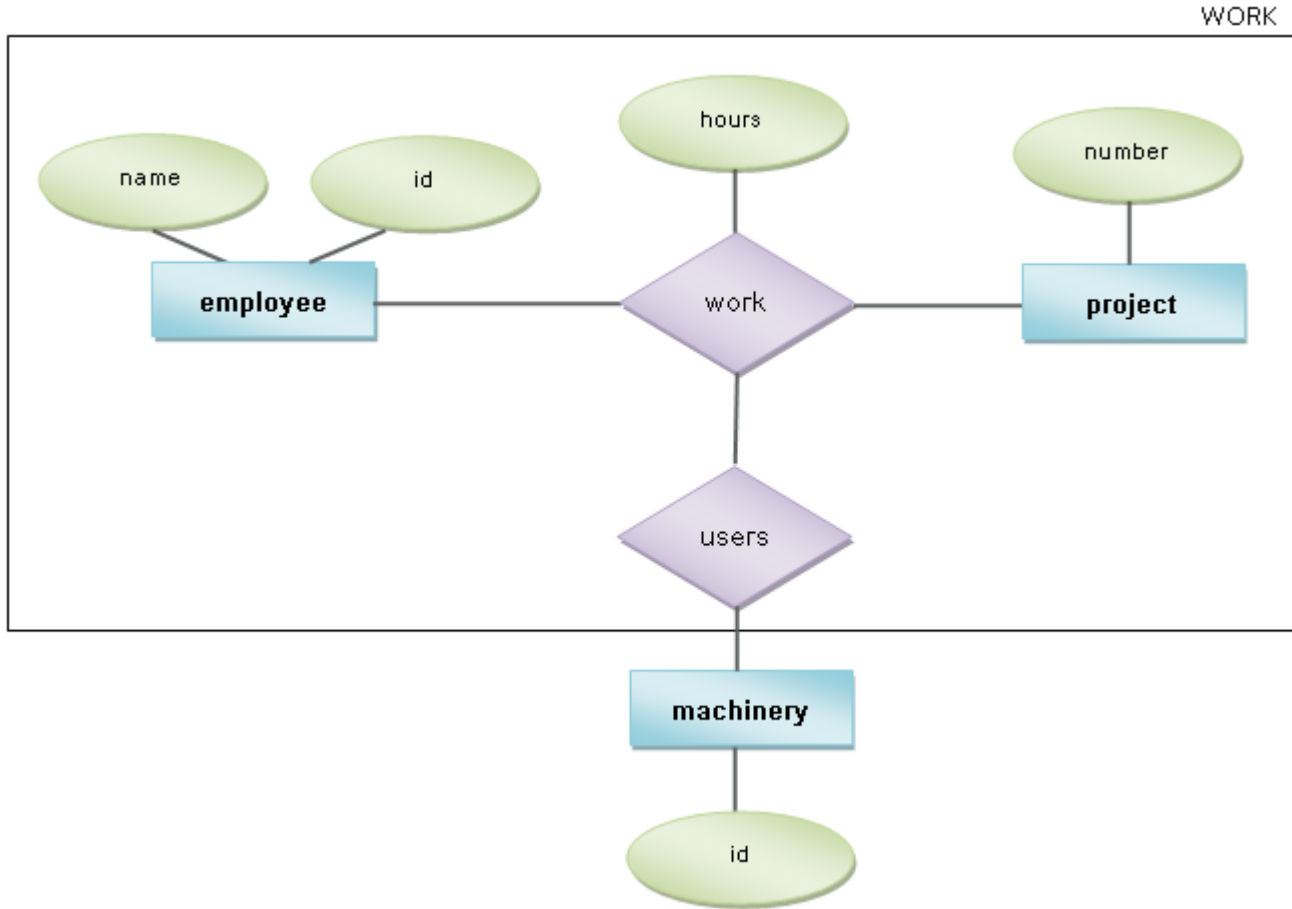 WORK
hours
number
name
id
employee
work
project
users
machinery
id